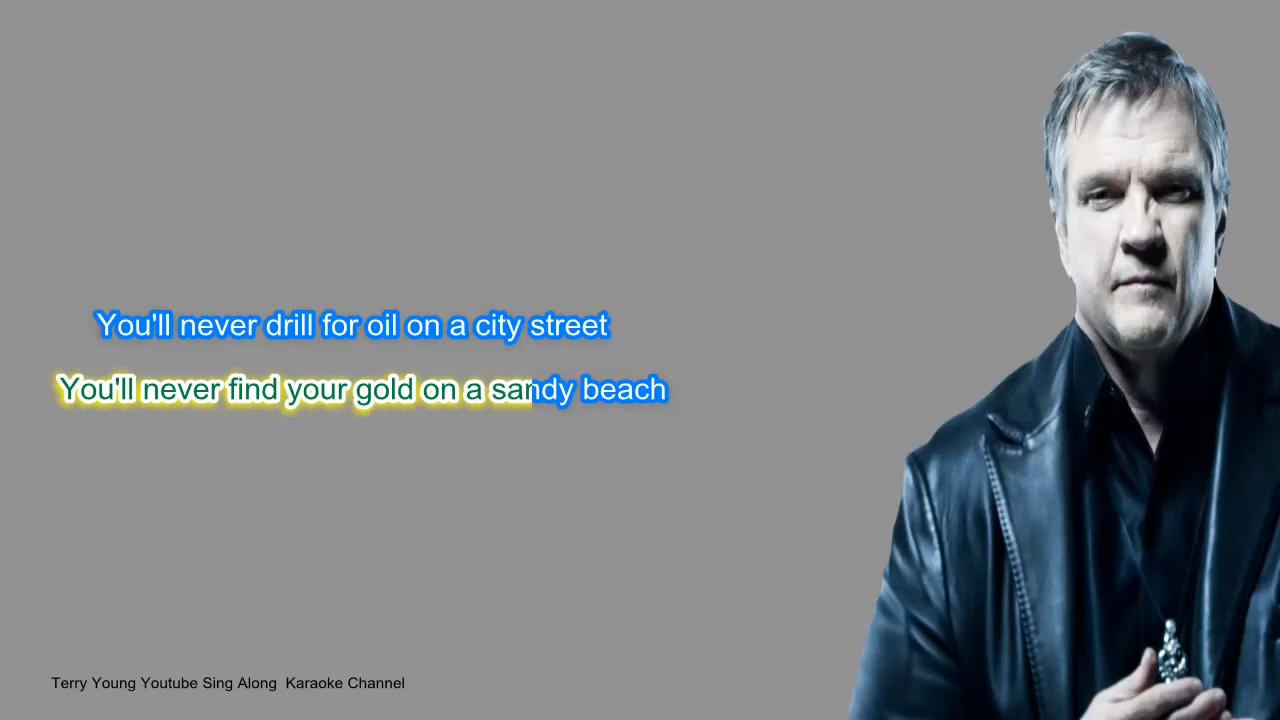 You'll never drill for oil on a city street
You'll never find your gold on a sandy beach
Terry Young Youtube Sing Along  Karaoke Channel